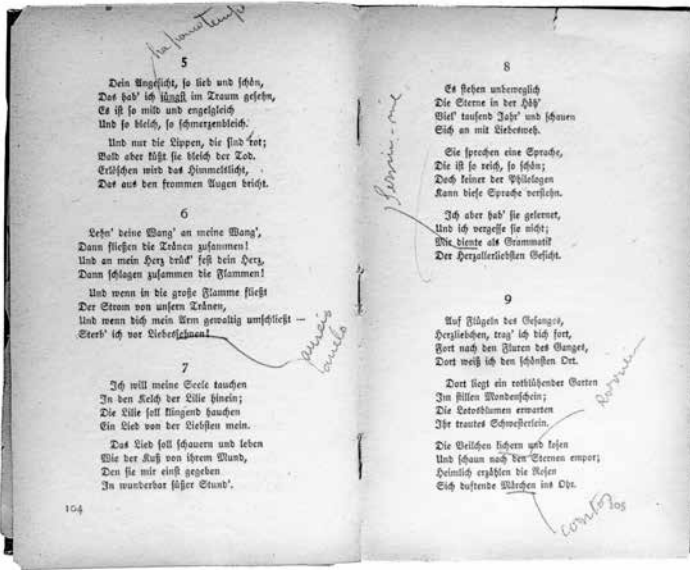 ha pouco tempo
5
Dein Angesicht, so lieb und schön,
Das hab' ich jüngst im Traum gesehn,
Es ist so mild und engelgleich
Und so bleich, so schmerzenbleich.
Und nur die Lippen, die sind rot;
Bald aber küßt sie bleich der Tod.
Erlöschen wird das Himmelslicht,
Das aus den frommen Augen bricht.
6
Lehn' deine Wang' an meine Wang',
Dann fließen die Tränen zusammen!
Und an mein Herz drück' fest dein Herz,
Dann schlagen zusammen die Flammen!
Und wenn in die große Flamme fließt
Der Strom von unsern Tränen,
Und wenn dich mein Arm gewaltig umschließt —
Sterb' ich vor Liebessehnen!
anseio
7
Ich will meine Seele tauchen
In den Kelch der Lilie hinein;
Die Lilie soll klingend hauchen
Ein Lied von der Liebsten mein.
Das Lied soll schauern und beben
Wie der Kuß von ihrem Mund,
Den sie mir einst gegeben
In wunderbar süßer Stund'.
104
8
Es stehen unbeweglich
Die Sterne in der Höh'
Viel' tausend Jahr' und schauen
Sich an mit Liebesweh.
Sie sprechen eine Sprache,
Die ist so reich, so schön;
Doch keiner der Philologen
Kann diese Sprache verstehn.
Ich aber hab' sie gelernet,
Und ich vergesse sie nicht;
Mir diente als Grammatik
Der Herzallerliebsten Gesicht.
Serviu-me
9
Auf Flügeln des Gesanges,
Herzliebchen, trag' ich dich fort,
Fort nach den Fluren des Ganges,
Dort weiß ich den schönsten Ort.
Dort liegt ein rotblühender Garten
Im stillen Mondenschein;
Die Lotosblumen erwarten
Ihr trautes Schwesterlein.
Die Veilchen kichern und kosen
Und schaun nach den Sternen empor;
Heimlich erzählen die Rosen
Sich duftende Märchen ins Ohr.
contos
105